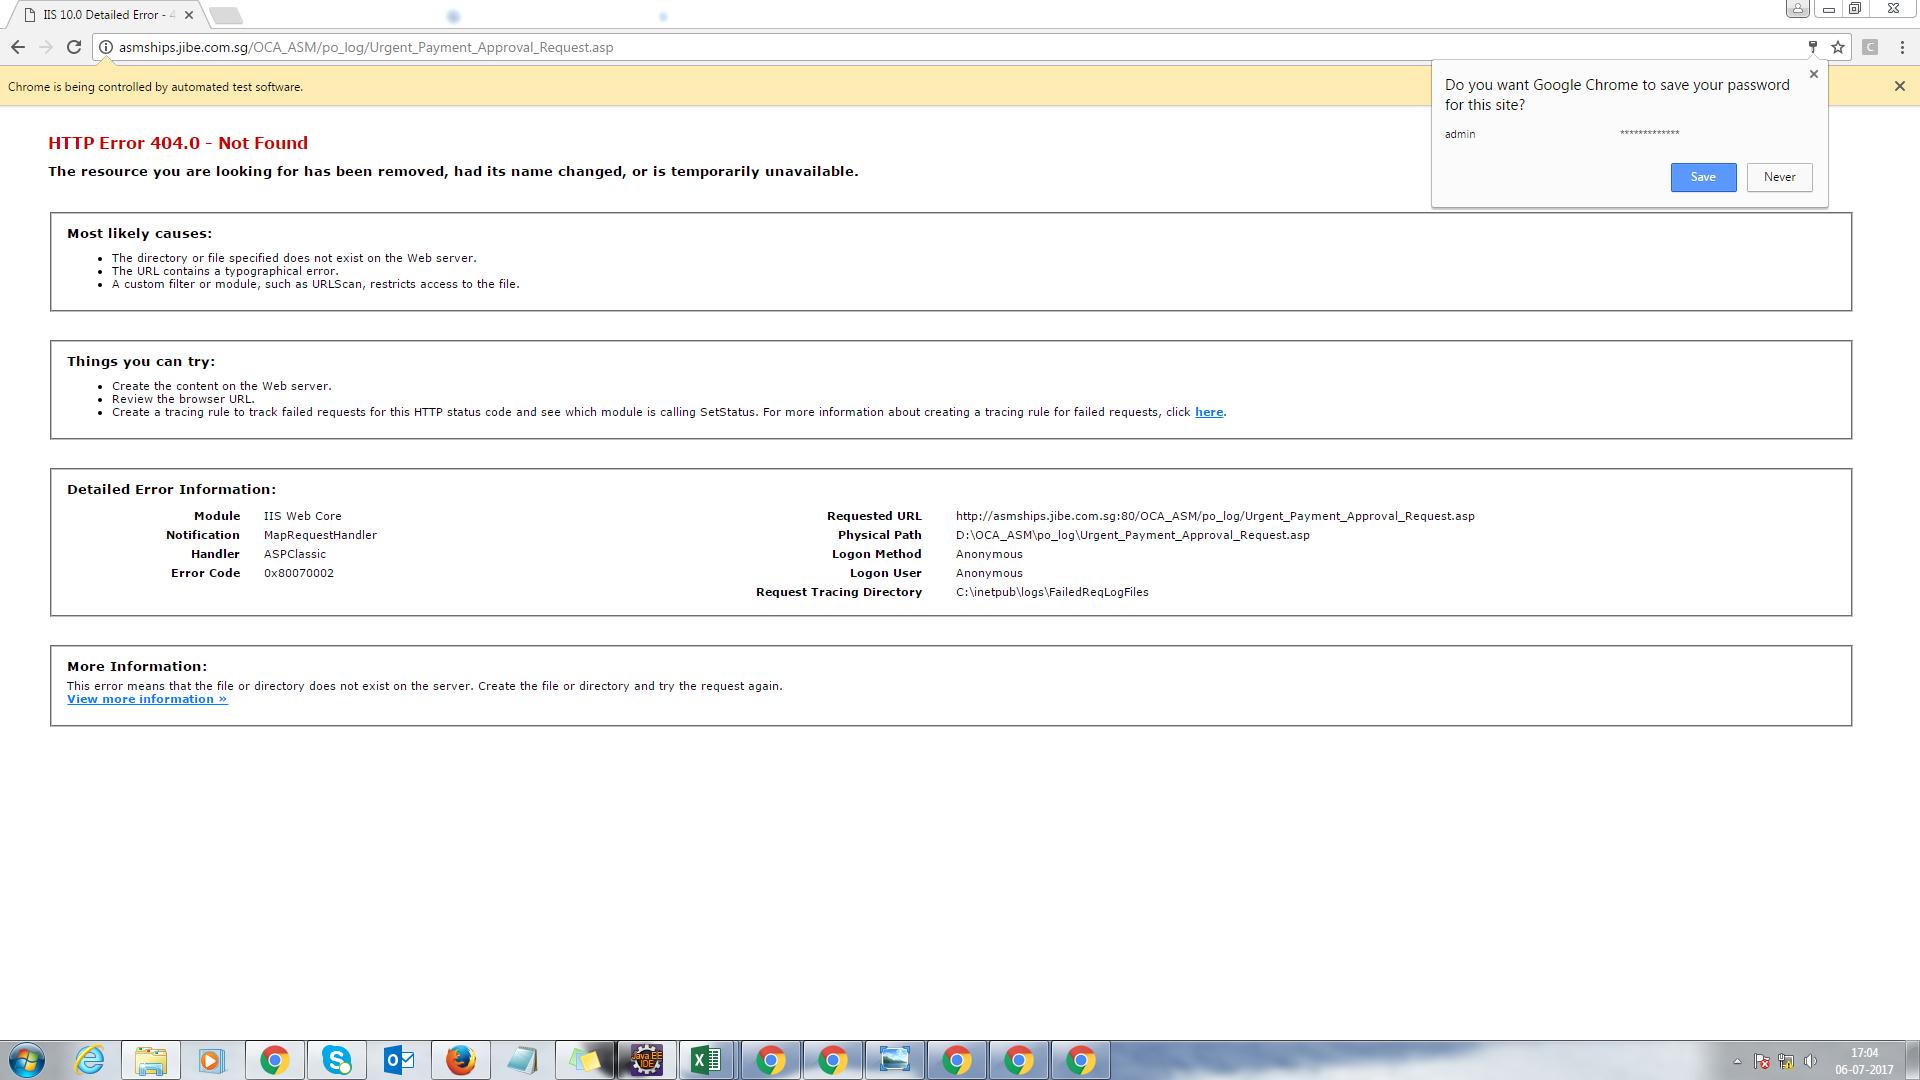 IIS 10.0 Detailed Error - 4
asmships.jibe.com.sg/OCA_ASM/po_log/Urgent_Payment_Approval_Request.asp
C
Chrome is being controlled by automated test software.
Do you want Google Chrome to save your password
for this site?
admin *************
Save Never
HTTP Error 404.0 - Not Found
The resource you are looking for has been removed, had its name changed, or is temporarily unavailable.
Most likely causes:
• The directory or file specified does not exist on the Web server.
• The URL contains a typographical error.
• A custom filter or module, such as URLScan, restricts access to the file.
Things you can try:
• Create the content on the Web server.
• Review the browser URL.
• Create a tracing rule to track failed requests for this HTTP status code and see which module is calling SetStatus. For more information about creating a tracing rule for failed requests, click here.
Detailed Error Information:
Module IIS Web Core
Notification MapRequestHandler
Handler ASPClassic
Error Code 0x80070002
Requested URL http://asmships.jibe.com.sg:80/OCA_ASM/po_log/Urgent_Payment_Approval_Request.asp
Physical Path D:\OCA_ASM\po_log\Urgent_Payment_Approval_Request.asp
Logon Method Anonymous
Logon User Anonymous
Request Tracing Directory C:\inetpub\logs\FailedReqLogFiles
More Information:
This error means that the file or directory does not exist on the server. Create the file or directory and try the request again.
View more information »
Java EE
IDE
17:04
06-07-2017